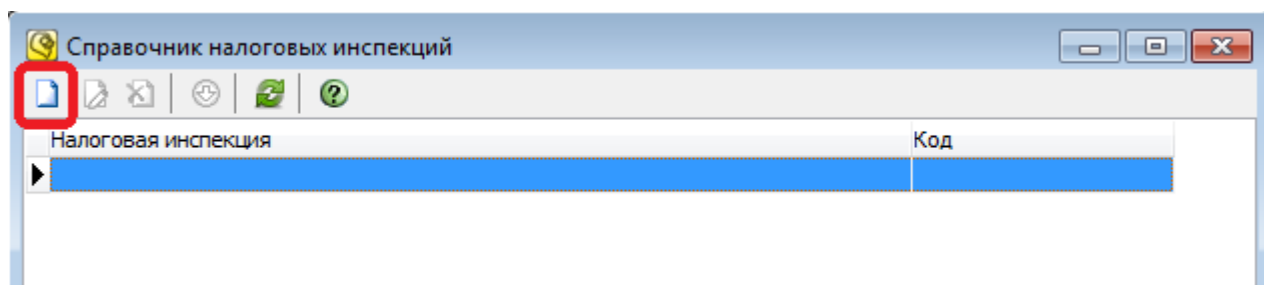 Справочник налоговых инспекций
Налоговая инспекция Код